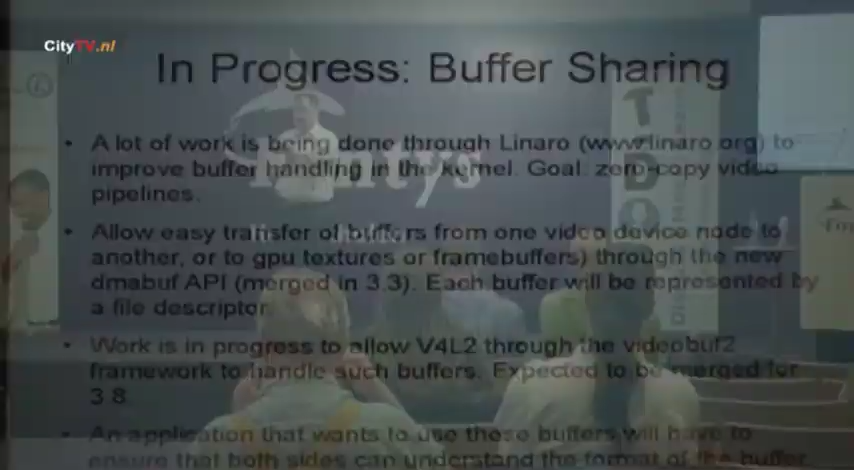 CityTV.nl
In Progress: Buffer Sharing
• A lot of work is being done through Linaro (www.linaro.org) to
improve buffer handling in the kernel. Goal: zero-copy video
pipelines.
• Allow easy transfer of buffers from one video device node to
another, or to gpu textures or framebuffers) through the new
dmabuf API (merged in 3.3). Each buffer will be represented by
a file descriptor.
• Work is in progress to allow V4L2 through the videobuf2
framework to handle such buffers. Expected to be merged for
3.8.
• An application that wants to use these buffers will have to
ensure that both sides can understand the format of the buffer
Fontys